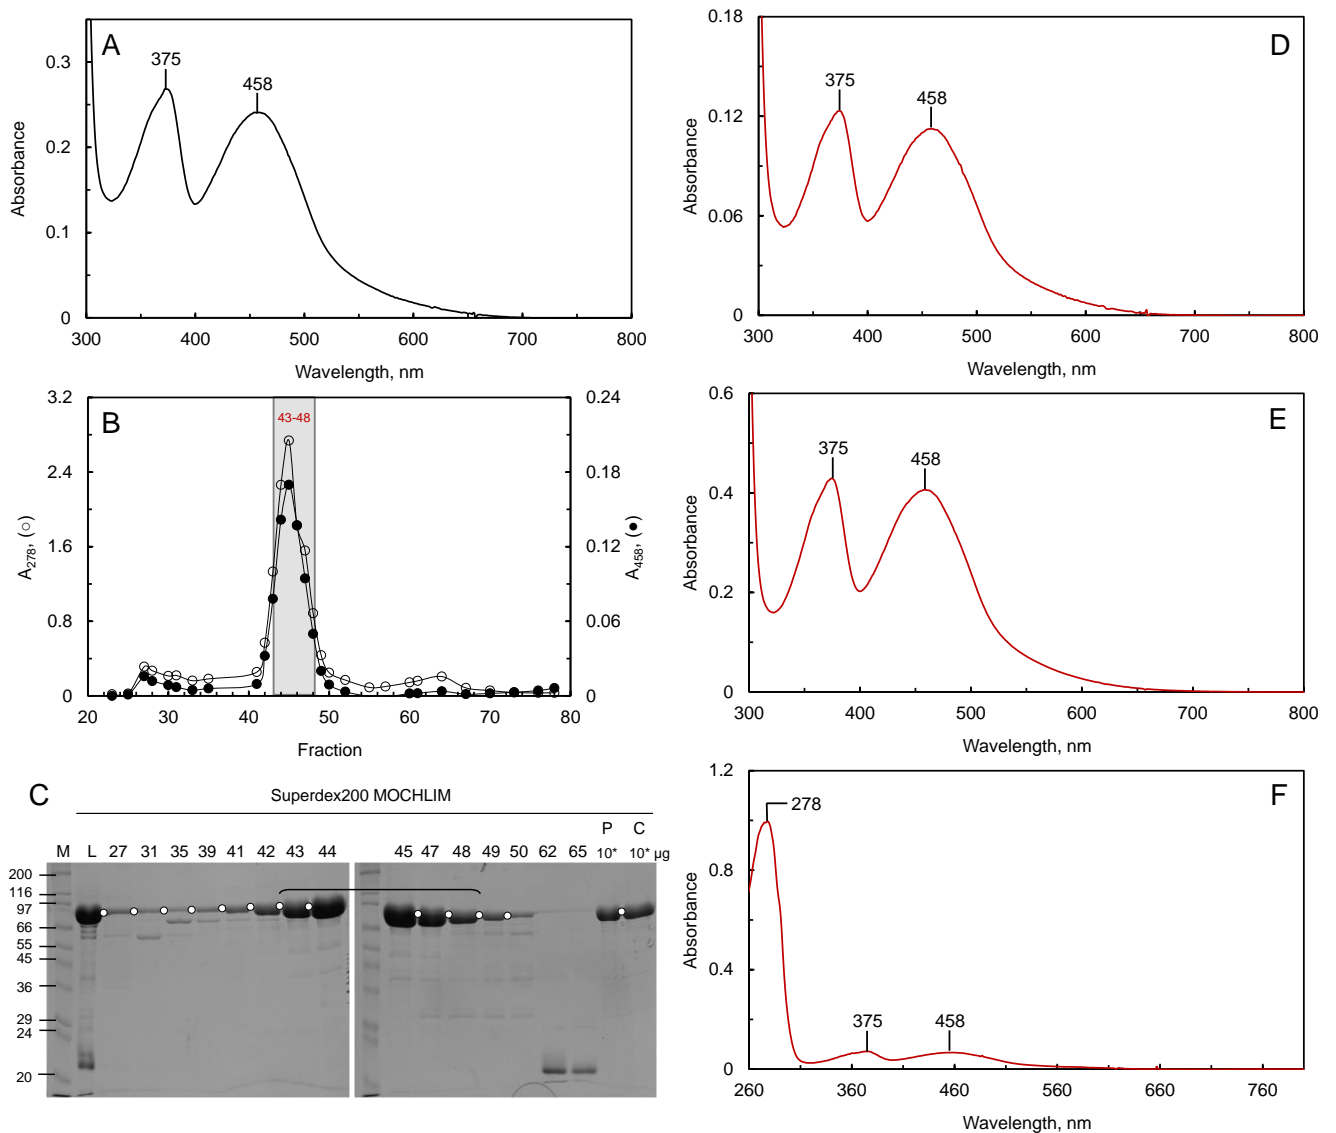 A
375
458
0.3
0.2
0.1
0
Absorbance
300 400 500 600 700 800
Wavelength, nm
B
43-48
3.2
2.4
1.6
0.8
0
A278, (○)
0.24
0.18
0.12
0.06
0
A458, (●)
20 30 40 50 60 70 80
Fraction
C
Superdex200 MOCHLIM
P C
M L 27 31 35 39 41 42 43 44 45 47 48 49 50 62 65 10* 10* µg
200
116
97
66
55
45
36
29
24
20
D
375
458
0.18
0.12
0.06
0
Absorbance
300 400 500 600 700 800
Wavelength, nm
E
375
458
0.6
0.4
0.2
0
Absorbance
300 400 500 600 700 800
Wavelength, nm
F
278
375
458
1.2
0.8
0.4
0
Absorbance
260 360 460 560 660 760
Wavelength, nm